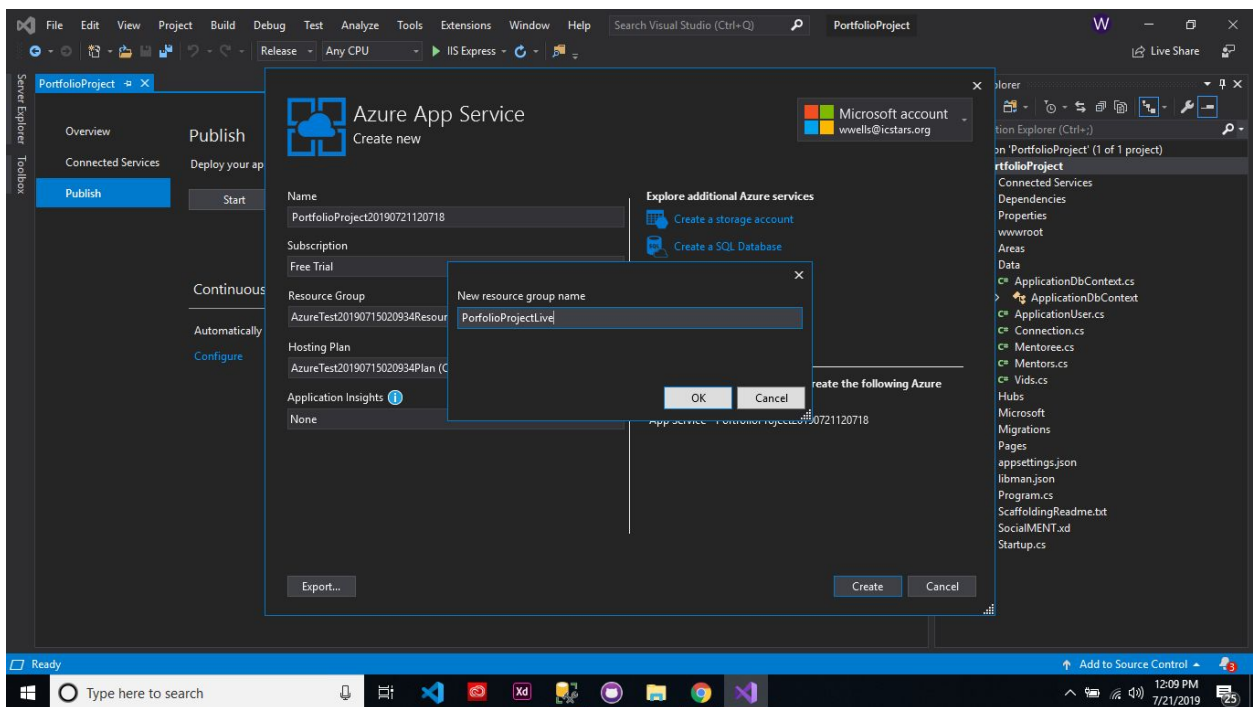 File Edit View Project Build Debug Test Analyze Tools Extensions Window Help Search Visual Studio (Ctrl+Q) PortfolioProject W
Release Any CPU IIS Express Live Share
Server Explorer
Toolbox
PortfolioProject
Overview
Connected Services
Publish
Publish
Deploy your ap
Start
Continuous
Automatically
Configure
Azure App Service
Create new
Microsoft account
wwells@icstars.org
Name
PortfolioProject20190721120718
Subscription
Free Trial
Resource Group
AzureTest20190715020934Resour
Hosting Plan
AzureTest20190715020934Plan (C
Application Insights
None
Explore additional Azure services
Create a storage account
Create a SQL Database
reate the following Azure
App Service - PortfolioProject20190721120718
Export...
Create Cancel
New resource group name
PorfolioProjectLive
OK Cancel
plorer
tion Explorer (Ctrl+;)
on 'PortfolioProject' (1 of 1 project)
rtfolioProject
Connected Services
Dependencies
Properties
wwwroot
Areas
Data
C# ApplicationDbContext.cs
ApplicationDbContext
C# ApplicationUser.cs
C# Connection.cs
C# Mentoree.cs
C# Mentors.cs
C# Vids.cs
Hubs
Microsoft
Migrations
Pages
appsettings.json
libman.json
Program.cs
ScaffoldingReadme.txt
SocialMENT.xd
Startup.cs
Ready Add to Source Control 3
Type here to search Xd 12:09 PM
7/21/2019 25